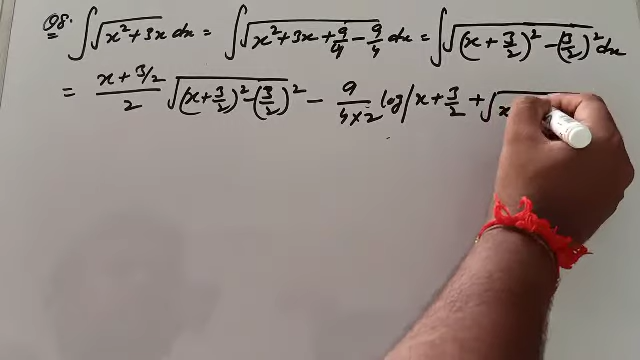 Q8. ∫√(x²+3x) dx = ∫√(x²+3x+9/4-9/4) dx = ∫√((x+3/2)²-(3/2)²) dx
= (x+3/2)/2 √((x+3/2)²-(3/2)²) - 9/(4×2) log|x+3/2+√x